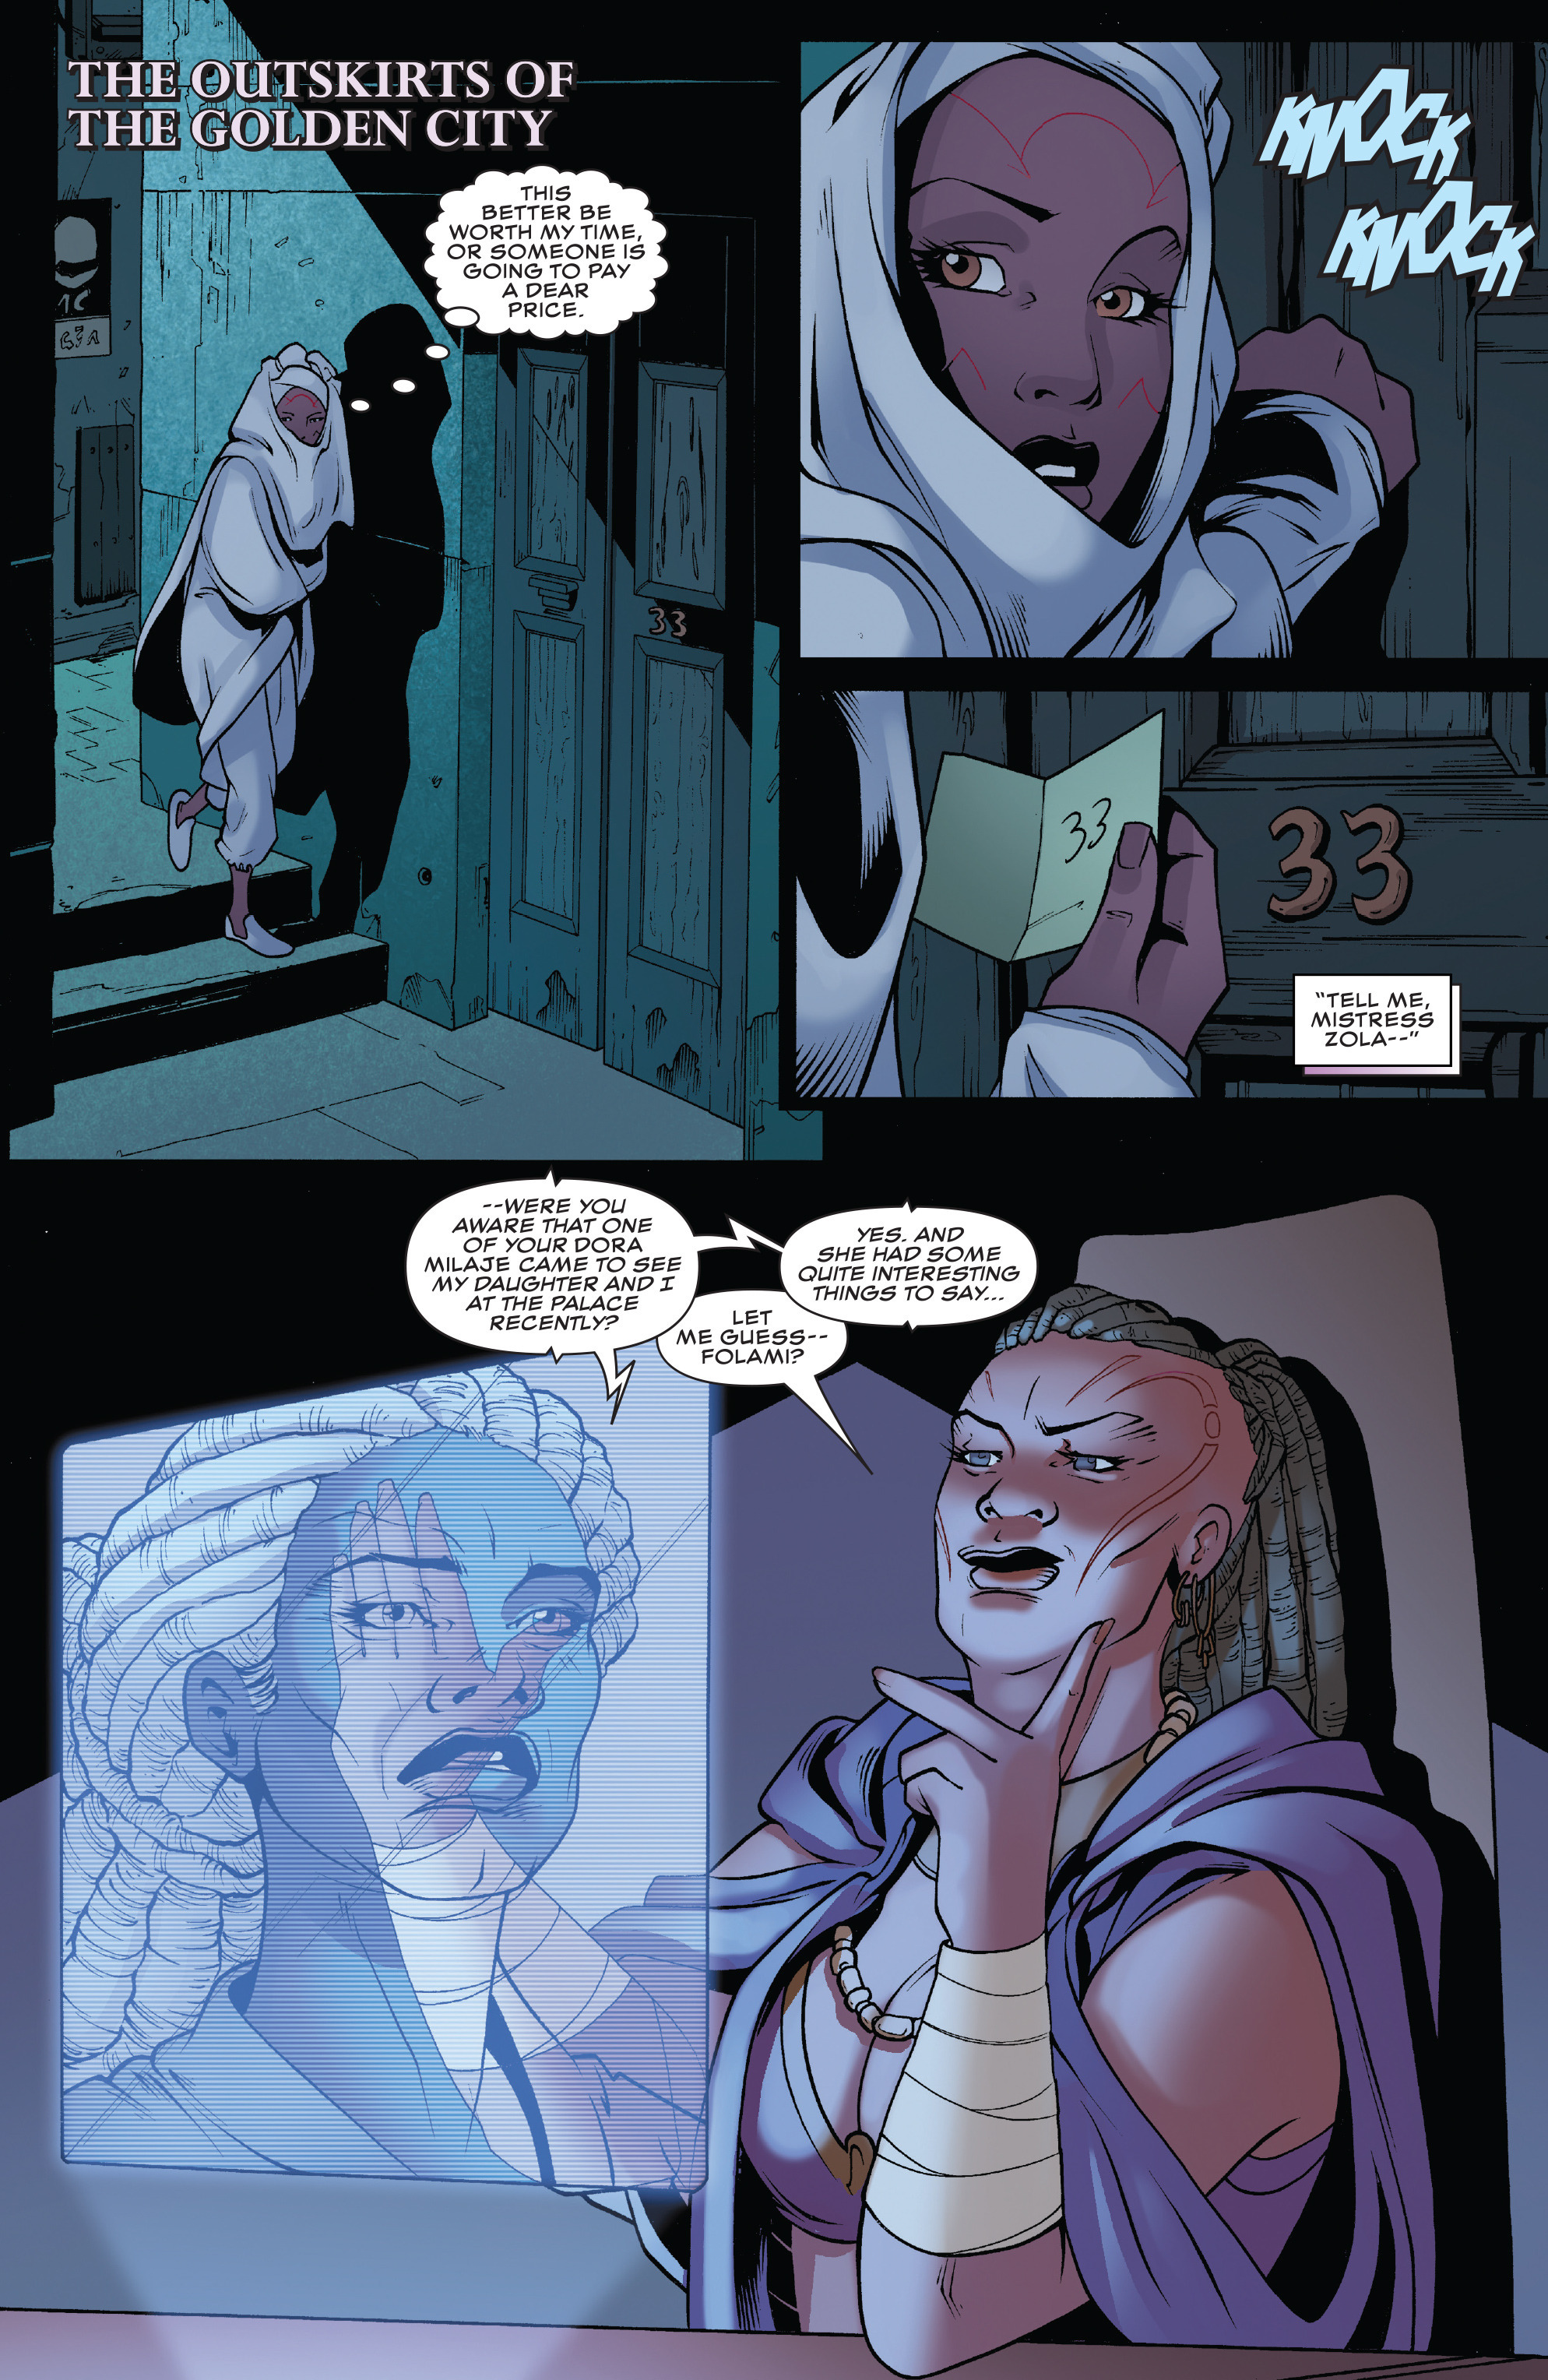 THE OUTSKIRTS OF
THE GOLDEN CITY
THIS
BETTER BE
WORTH MY TIME,
OR SOMEONE IS
GOING TO PAY
A DEAR
PRICE.
33
KNOCK
KNOCK
33
33
"TELL ME,
MISTRESS
ZOLA--"
--WERE YOU
AWARE THAT ONE
OF YOUR DORA
MILAJE CAME TO SEE
MY DAUGHTER AND I
AT THE PALACE
RECENTLY?
LET
ME GUESS--
FOLAMI?
YES. AND
SHE HAD SOME
QUITE INTERESTING
THINGS TO SAY...